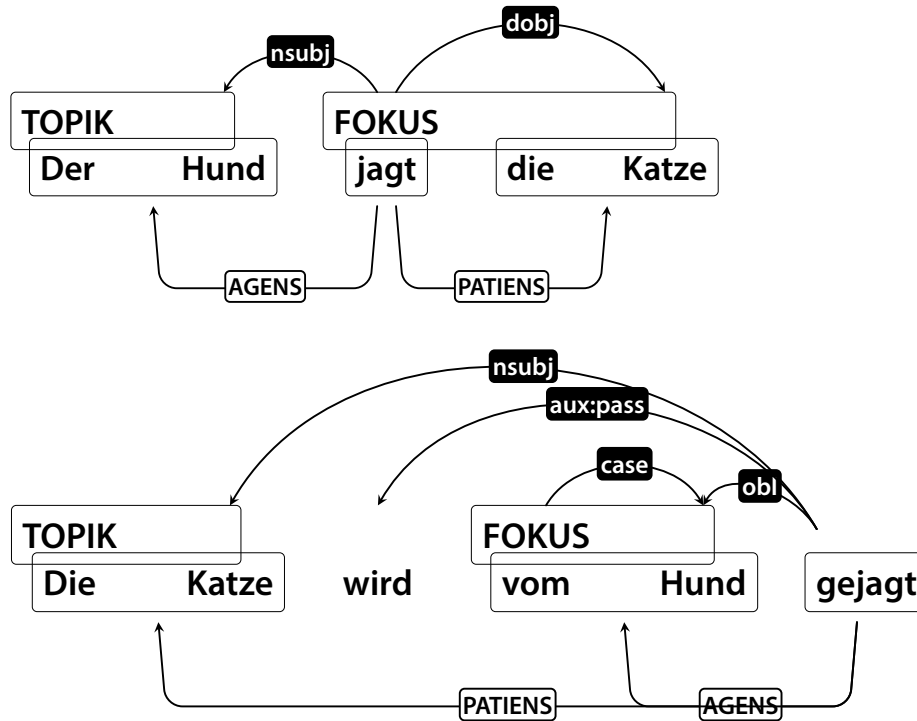 dobj
nsubj
TOPIK FOKUS
Der Hund jagt die Katze
AGENS PATIENS
nsubj
aux:pass
case
obl
TOPIK FOKUS
Die Katze wird vom Hund gejagt
PATIENS AGENS